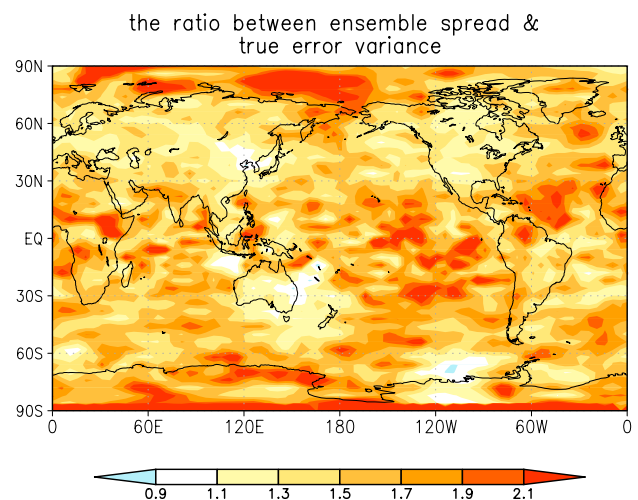 the ratio between ensemble spread &
true error variance
90N
60N
30N
EQ
30S
60S
90S
0 60E 120E 180 120W 60W 0
0.9 1.1 1.3 1.5 1.7 1.9 2.1